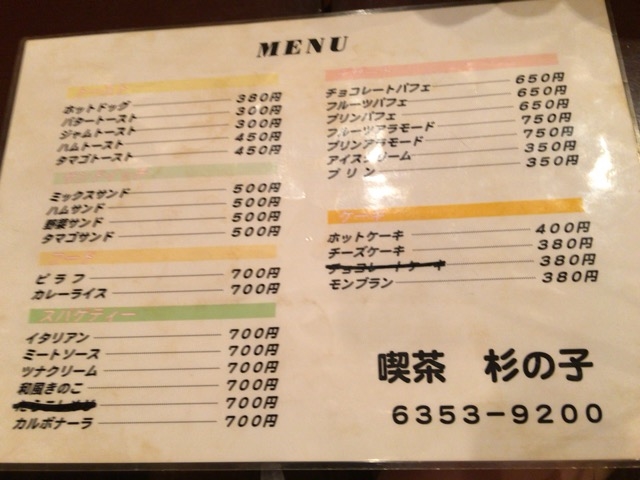 MENU
ホットドッグ 380円
バタートースト 300円
ジャムトースト 300円
ハムトースト 450円
タマゴトースト 450円
ミックスサンド 500円
ハムサンド 500円
野菜サンド 500円
タマゴサンド 500円
ピラフ 700円
カレーライス 700円
スパゲティー
イタリアン 700円
ミートソース 700円
ツナクリーム 700円
和風きのこ 700円
700円
カルボナーラ 700円
チョコレートパフェ 650円
フルーツパフェ 650円
プリンパフェ 650円
フルーツアラモード 750円
プリンアラモード 750円
アイスクリーム 350円
プリン 350円
ケーキ
ホットケーキ 400円
チーズケーキ 380円
チョコレートケーキ 380円
モンブラン 380円
喫茶 杉の子
6353-9200